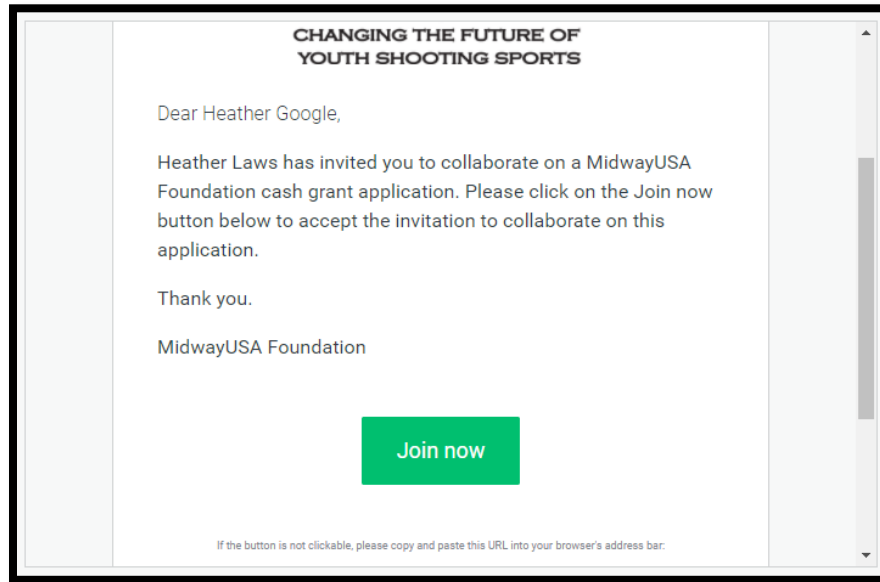 CHANGING THE FUTURE OF
YOUTH SHOOTING SPORTS
Dear Heather Google,
Heather Laws has invited you to collaborate on a MidwayUSA
Foundation cash grant application. Please click on the Join now
button below to accept the invitation to collaborate on this
application.
Thank you.
MidwayUSA Foundation
Join now
If the button is not clickable, please copy and paste this URL into your browser's address bar: